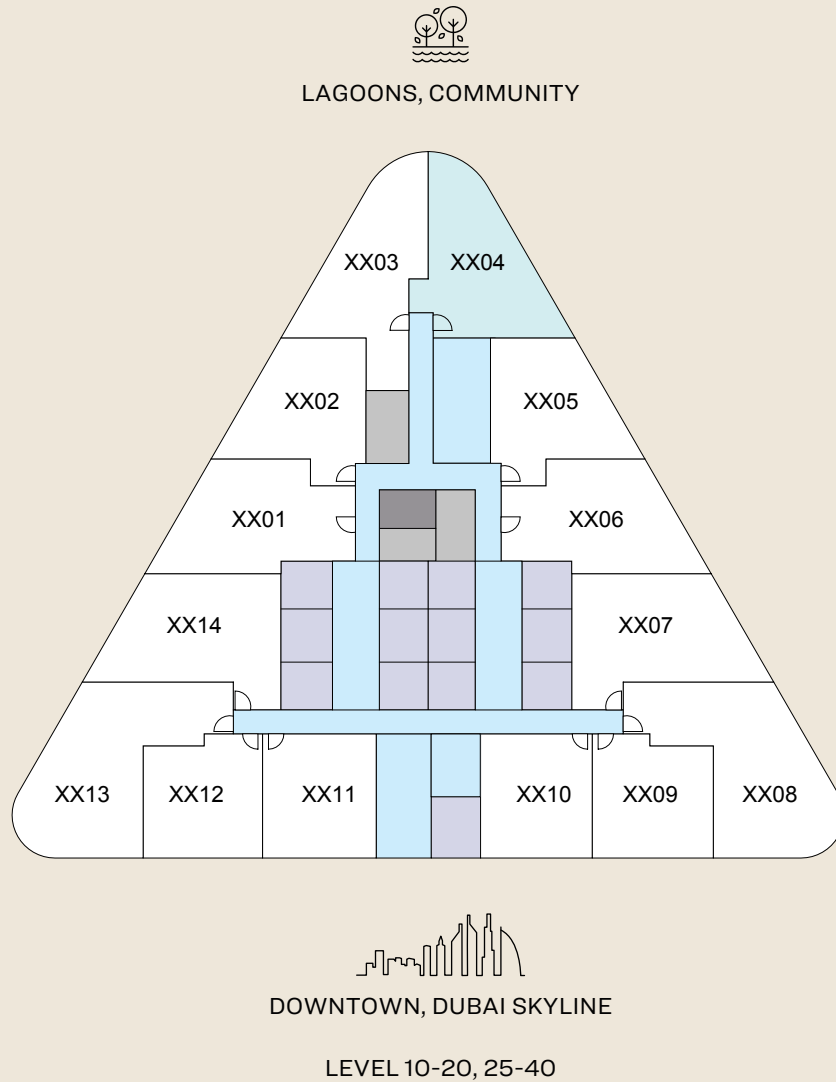 LAGOONS, COMMUNITY
XX03 XX04
XX02 XX05
XX01 XX06
XX14 XX07
XX13 XX12 XX11 XX10 XX09 XX08
DOWNTOWN, DUBAI SKYLINE
LEVEL 10-20, 25-40